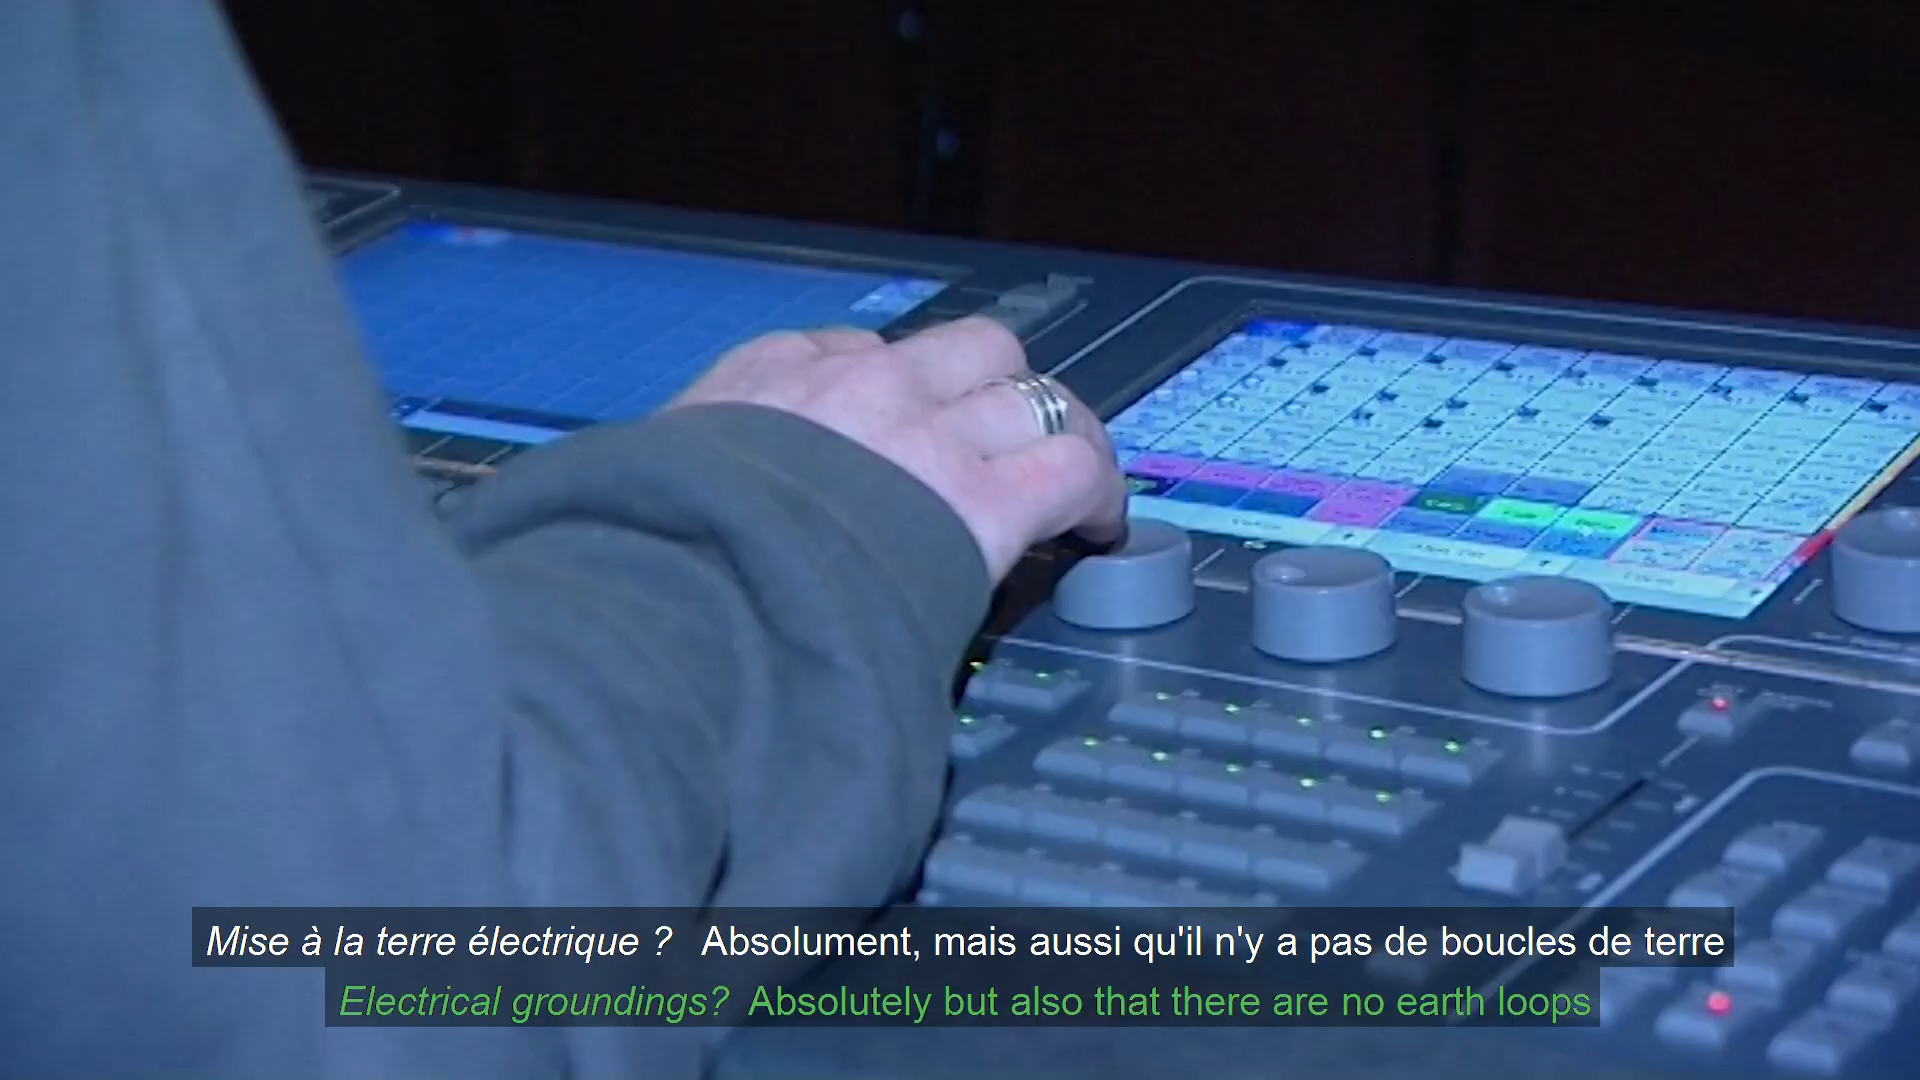 Mise à la terre électrique ? Absolument, mais aussi qu'il n'y a pas de boucles de terre
Electrical groundings? Absolutely but also that there are no earth loops